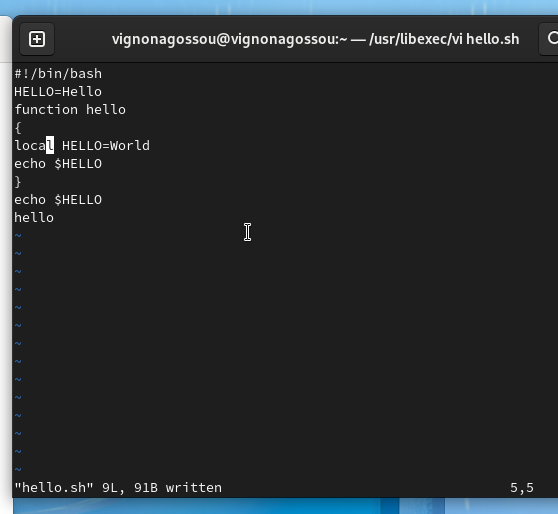 vignonagossou@vignonagossou:~ — /usr/libexec/vi hello.sh
#!/bin/bash
HELLO=Hello
function hello
{
local HELLO=World
echo $HELLO
}
echo $HELLO
hello
~
~
~
~
~
~
~
~
~
~
~
~
~
~
"hello.sh" 9L, 91B written 5,5